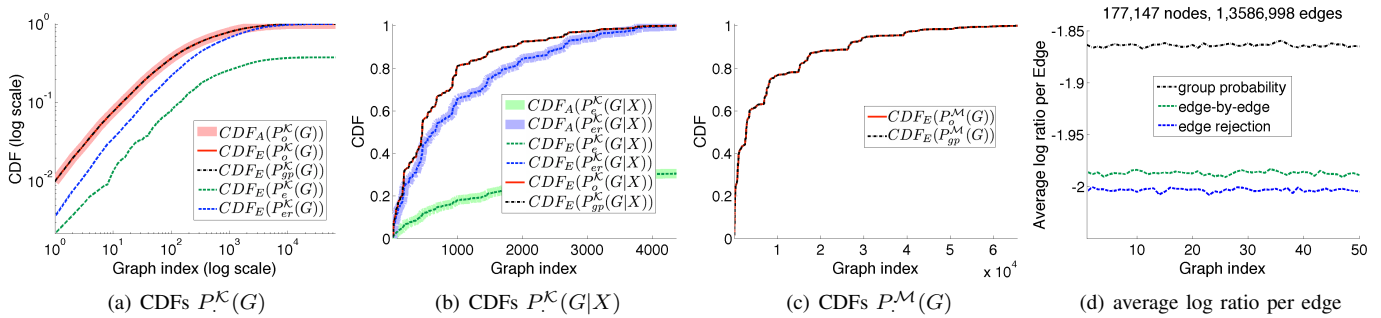 CDF (log scale)
10^0
10^-1
10^-2
CDF_A(P_o^K(G))
CDF_E(P_o^K(G))
CDF_E(P_gp^K(G))
CDF_E(P_e^K(G))
CDF_E(P_er^K(G))
10^0 10^1 10^2 10^3 10^4
Graph index (log scale)
(a) CDFs P_.^K(G)
CDF
1
0.8
0.6
0.4
0.2
0
CDF_A(P_e^K(G|X))
CDF_A(P_er^K(G|X))
CDF_E(P_e^K(G|X))
CDF_E(P_er^K(G|X))
CDF_E(P_o^K(G|X))
CDF_E(P_gp^K(G|X))
1000 2000 3000 4000
Graph index
(b) CDFs P_.^K(G|X)
CDF
1
0.8
0.6
0.4
0.2
0
CDF_E(P_o^M(G))
CDF_E(P_gp^M(G))
1 2 3 4 5 6
x 10^4
Graph index
(c) CDFs P_.^M(G)
177,147 nodes, 1,3586,998 edges
Average log ratio per Edge
-1.85
-1.9
-1.95
-2
group probability
edge-by-edge
edge rejection
10 20 30 40 50
Graph index
(d) average log ratio per edge